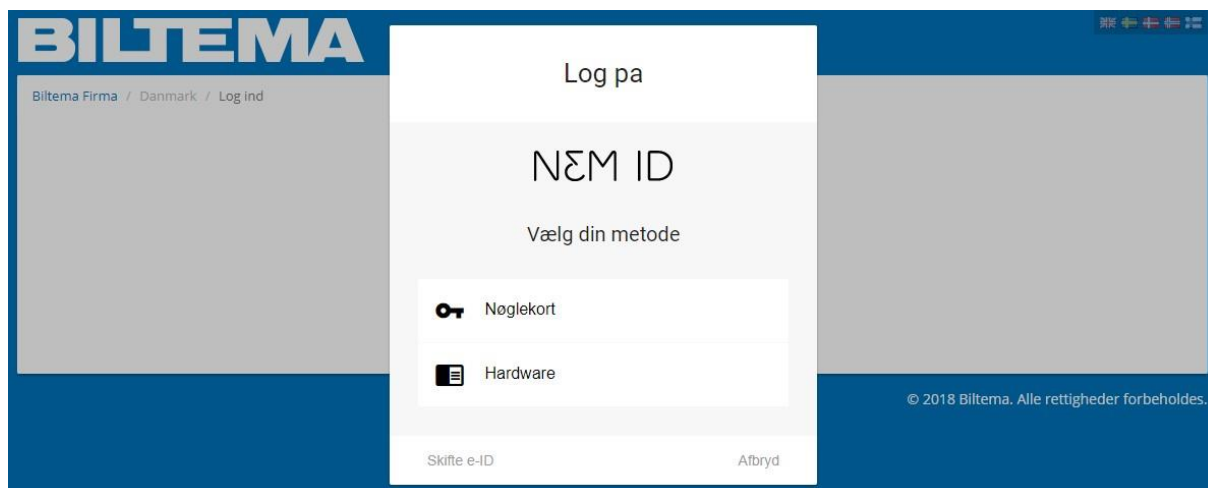 BILTEMA
Biltema Firma / Danmark / Log ind
Log pa
NEM ID
Vælg din metode
Nøglekort
Hardware
Skifte e-ID
Afbryd
© 2018 Biltema. Alle rettigheder forbeholdes.